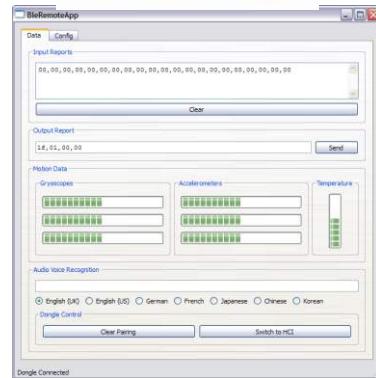 BleRemoteApp
Data Config
Input Reports
00,00,00,00,00,00,00,00,00,00,00,00,00,00,00,00,00,00,00,00,00
Clear
Output Report
1f,01,00,00
Send
Motion Data
Gryoscopes Accelerometers Temperature
Audio Voice Recognition
English (UK) English (US) German French Japanese Chinese Korean
Dongle Control
Clear Pairing Switch to HCI
Dongle Connected